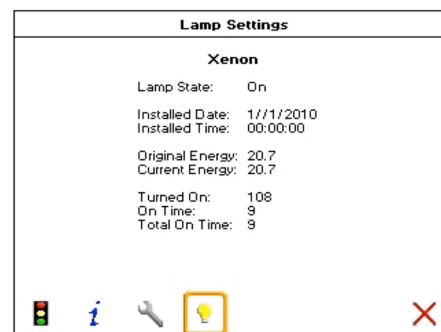 Lamp Settings
Xenon
Lamp State: On
Installed Date: 1//1/2010
Installed Time: 00:00:00
Original Energy: 20.7
Current Energy: 20.7
Turned On: 108
On Time: 9
Total On Time: 9
i